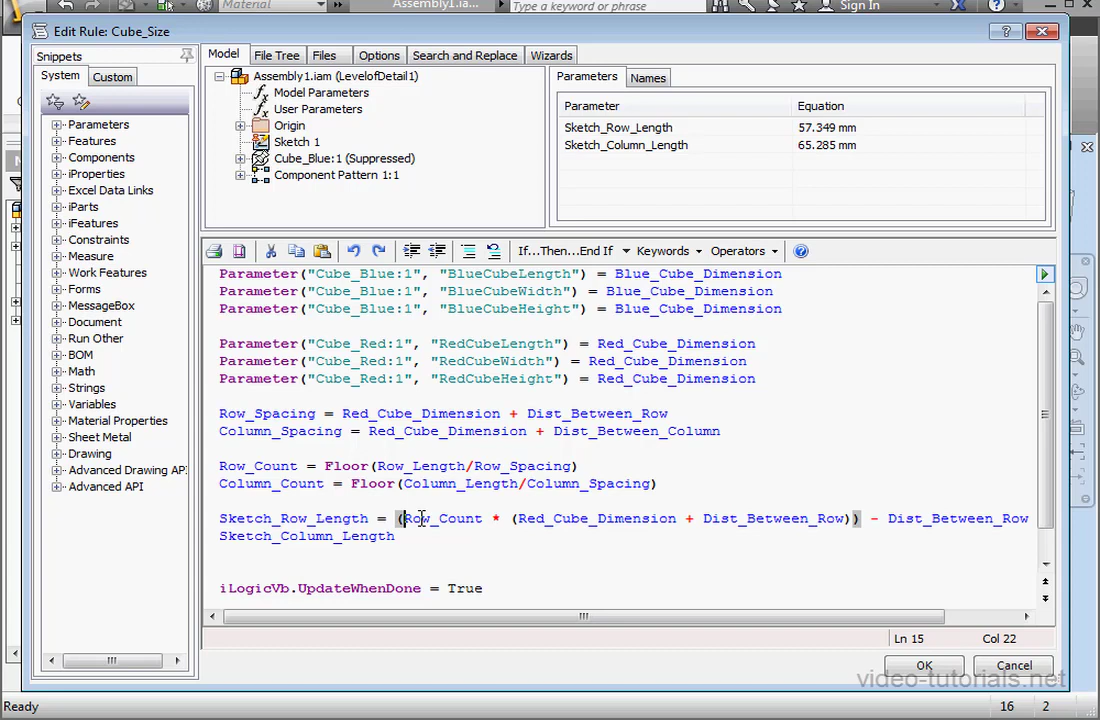 Material
Assembly1.ia...
Type a keyword or phrase
Sign In
Edit Rule: Cube_Size
Snippets
System
Custom
Parameters
Features
Components
iProperties
Excel Data Links
iParts
iFeatures
Constraints
Measure
Work Features
Forms
MessageBox
Document
Run Other
BOM
Math
Strings
Variables
Material Properties
Sheet Metal
Drawing
Advanced Drawing AP
Advanced API
Model
File Tree
Files
Options
Search and Replace
Wizards
Assembly1.iam (LevelofDetail1)
Model Parameters
User Parameters
Origin
Sketch 1
Cube_Blue:1 (Suppressed)
Component Pattern 1:1
Parameters
Names
Parameter Equation
Sketch_Row_Length 57.349 mm
Sketch_Column_Length 65.285 mm
If...Then...End If
Keywords
Operators
Parameter("Cube_Blue:1", "BlueCubeLength") = Blue_Cube_Dimension
Parameter("Cube_Blue:1", "BlueCubeWidth") = Blue_Cube_Dimension
Parameter("Cube_Blue:1", "BlueCubeHeight") = Blue_Cube_Dimension
Parameter("Cube_Red:1", "RedCubeLength") = Red_Cube_Dimension
Parameter("Cube_Red:1", "RedCubeWidth") = Red_Cube_Dimension
Parameter("Cube_Red:1", "RedCubeHeight") = Red_Cube_Dimension
Row_Spacing = Red_Cube_Dimension + Dist_Between_Row
Column_Spacing = Red_Cube_Dimension + Dist_Between_Column
Row_Count = Floor(Row_Length/Row_Spacing)
Column_Count = Floor(Column_Length/Column_Spacing)
Sketch_Row_Length = (Row_Count * (Red_Cube_Dimension + Dist_Between_Row)) - Dist_Between_Row
Sketch_Column_Length
iLogicVb.UpdateWhenDone = True
Ln 15
Col 22
OK
Cancel
video-tutorials.net
Ready
16
2